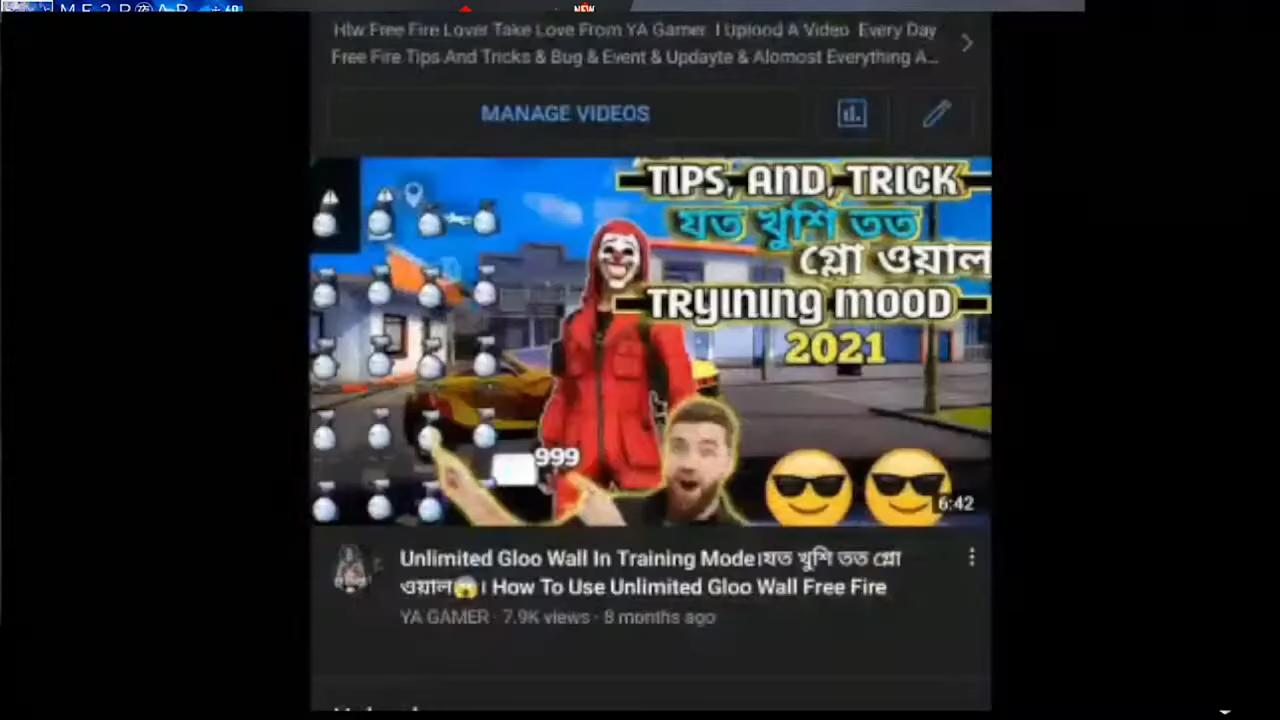 NEW
Hlw Free Fire Lover Take Love From YA Gamer I Uplood A Video Every Day
Free Fire Tips And Tricks & Bug & Event & Updayte & Alomost Everything A...
MANAGE VIDEOS
TIPS, AND, TRICK
যত খুশি তত
গ্লো ওয়াল
TRYINING MOOD
2021
999
6:42
Unlimited Gloo Wall In Training Mode।যত খুশি তত গ্লো
ওয়াল😱। How To Use Unlimited Gloo Wall Free Fire
YA GAMER · 7.9K views · 8 months ago